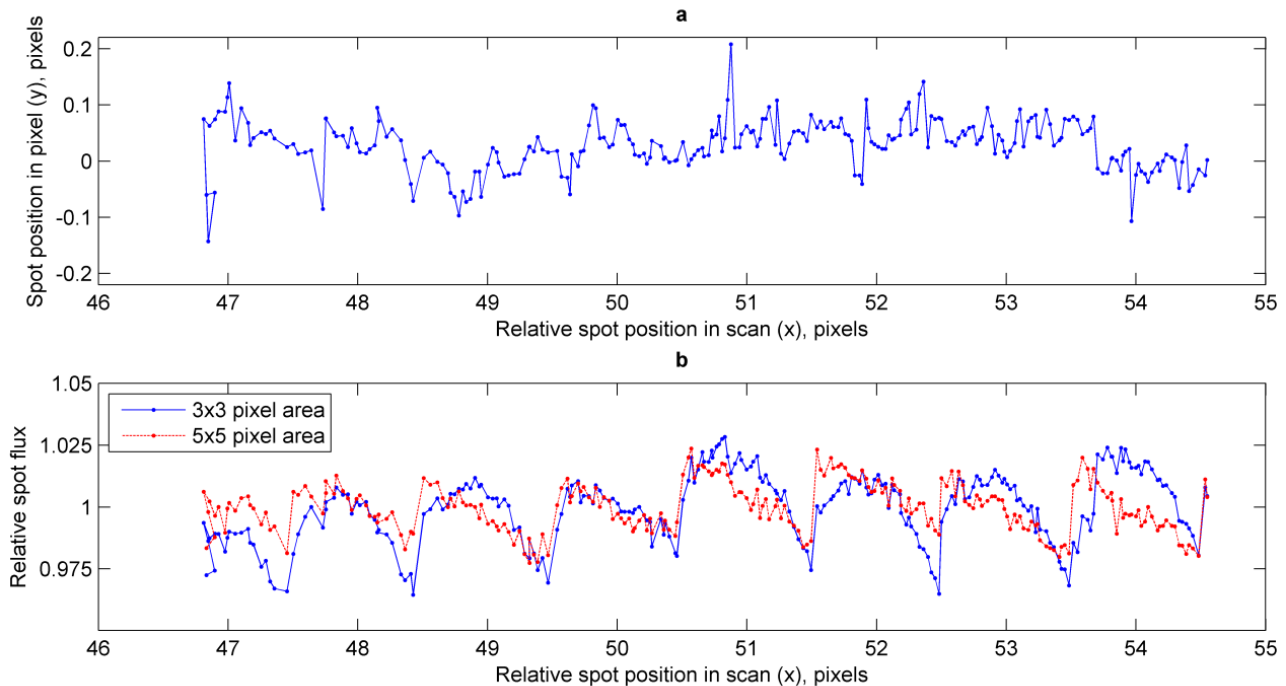 a
Spot position in pixel (y), pixels
0.2
0.1
0
-0.1
-0.2
46 47 48 49 50 51 52 53 54 55
Relative spot position in scan (x), pixels
b
Relative spot flux
1.05
1.025
1
0.975
3x3 pixel area
5x5 pixel area
46 47 48 49 50 51 52 53 54 55
Relative spot position in scan (x), pixels